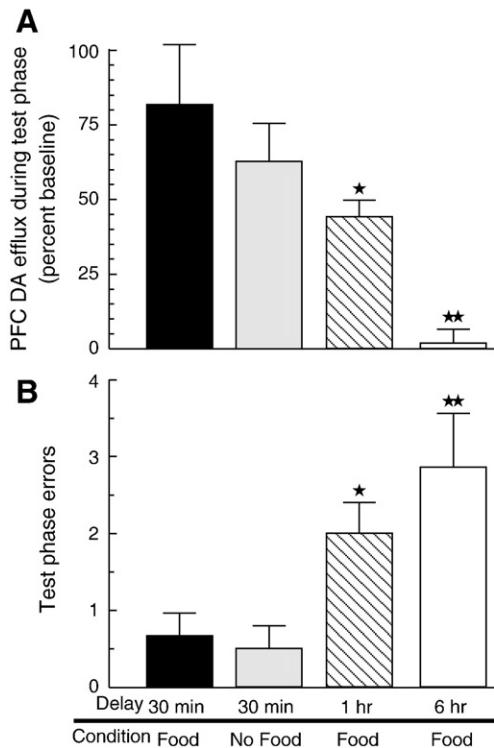 A
PFC DA efflux during test phase
(percent baseline)
100
75
50
25
0
★
★★
B
Test phase errors
4
3
2
1
0
★
★★
Delay 30 min 30 min 1 hr 6 hr
Condition Food No Food Food Food